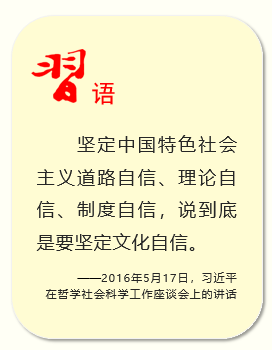 習语
坚定中国特色社会
主义道路自信、理论自
信、制度自信，说到底
是要坚定文化自信。
——2016年5月17日，习近平
在哲学社会科学工作座谈会上的讲话